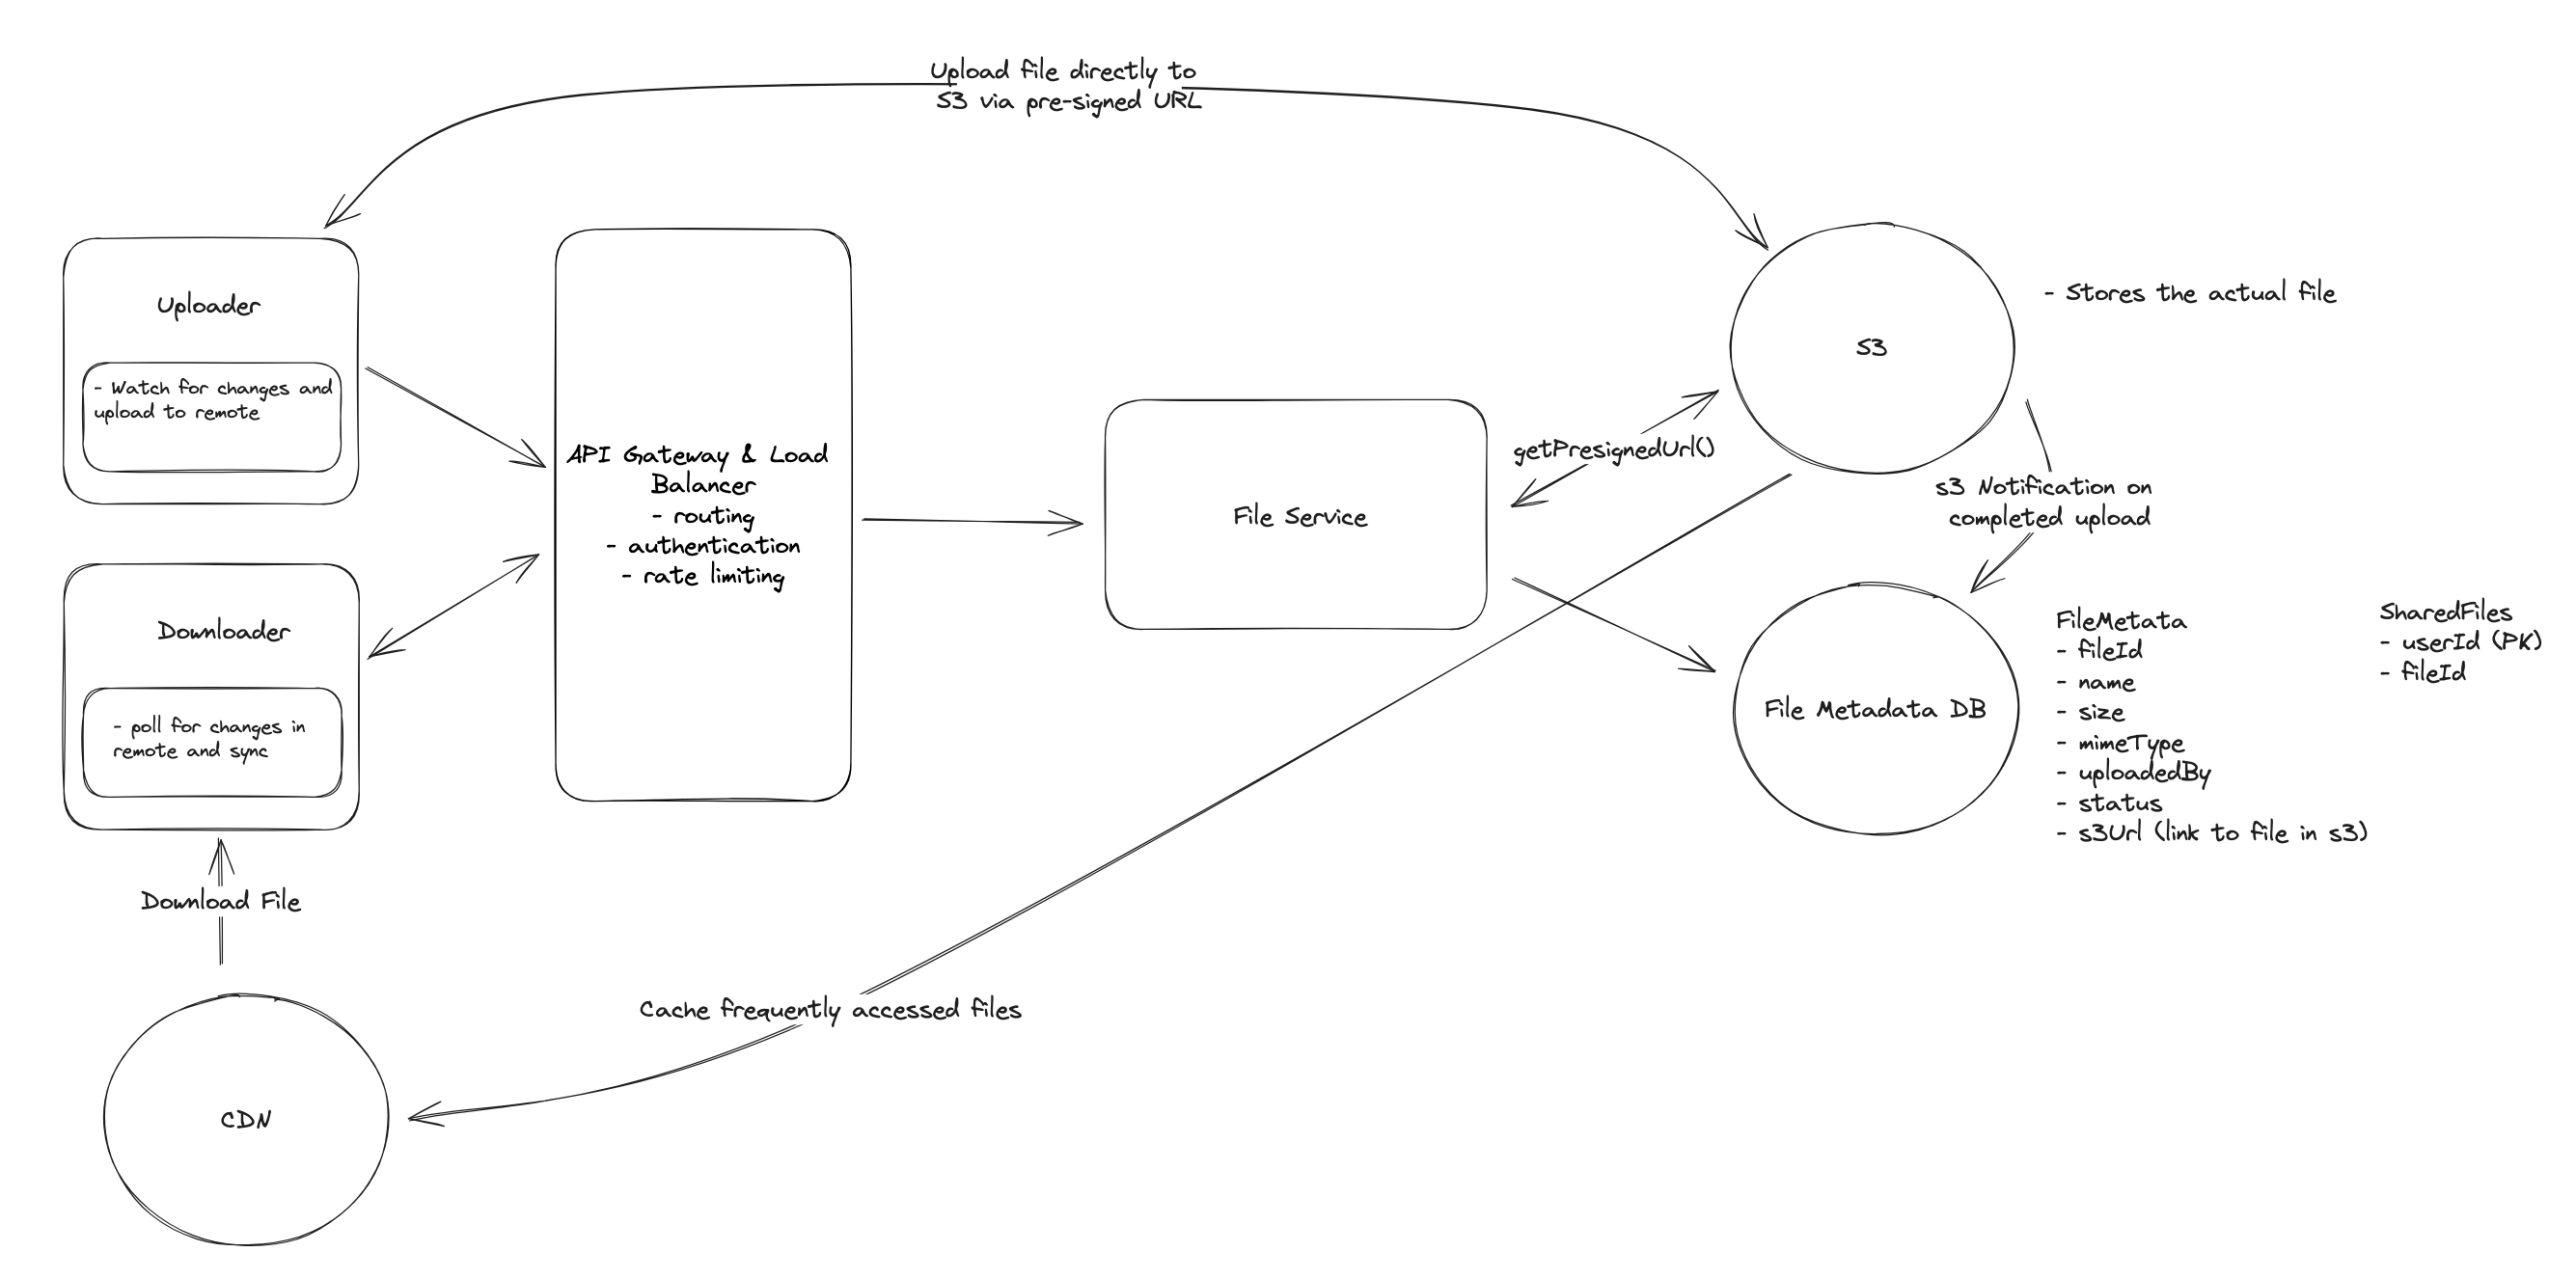 Upload file directly to
S3 via pre-signed URL
Uploader
- Watch for changes and
upload to remote
API Gateway & Load
Balancer
- routing
- authentication
- rate limiting
File Service
getPresignedUrl()
S3
- Stores the actual file
s3 Notification on
completed upload
Downloader
- poll for changes in
remote and sync
File Metadata DB
FileMetata
- fileId
- name
- size
- mimeType
- uploadedBy
- status
- s3Url (link to file in s3)
SharedFiles
- userId (PK)
- fileId
Download File
Cache frequently accessed files
CDN